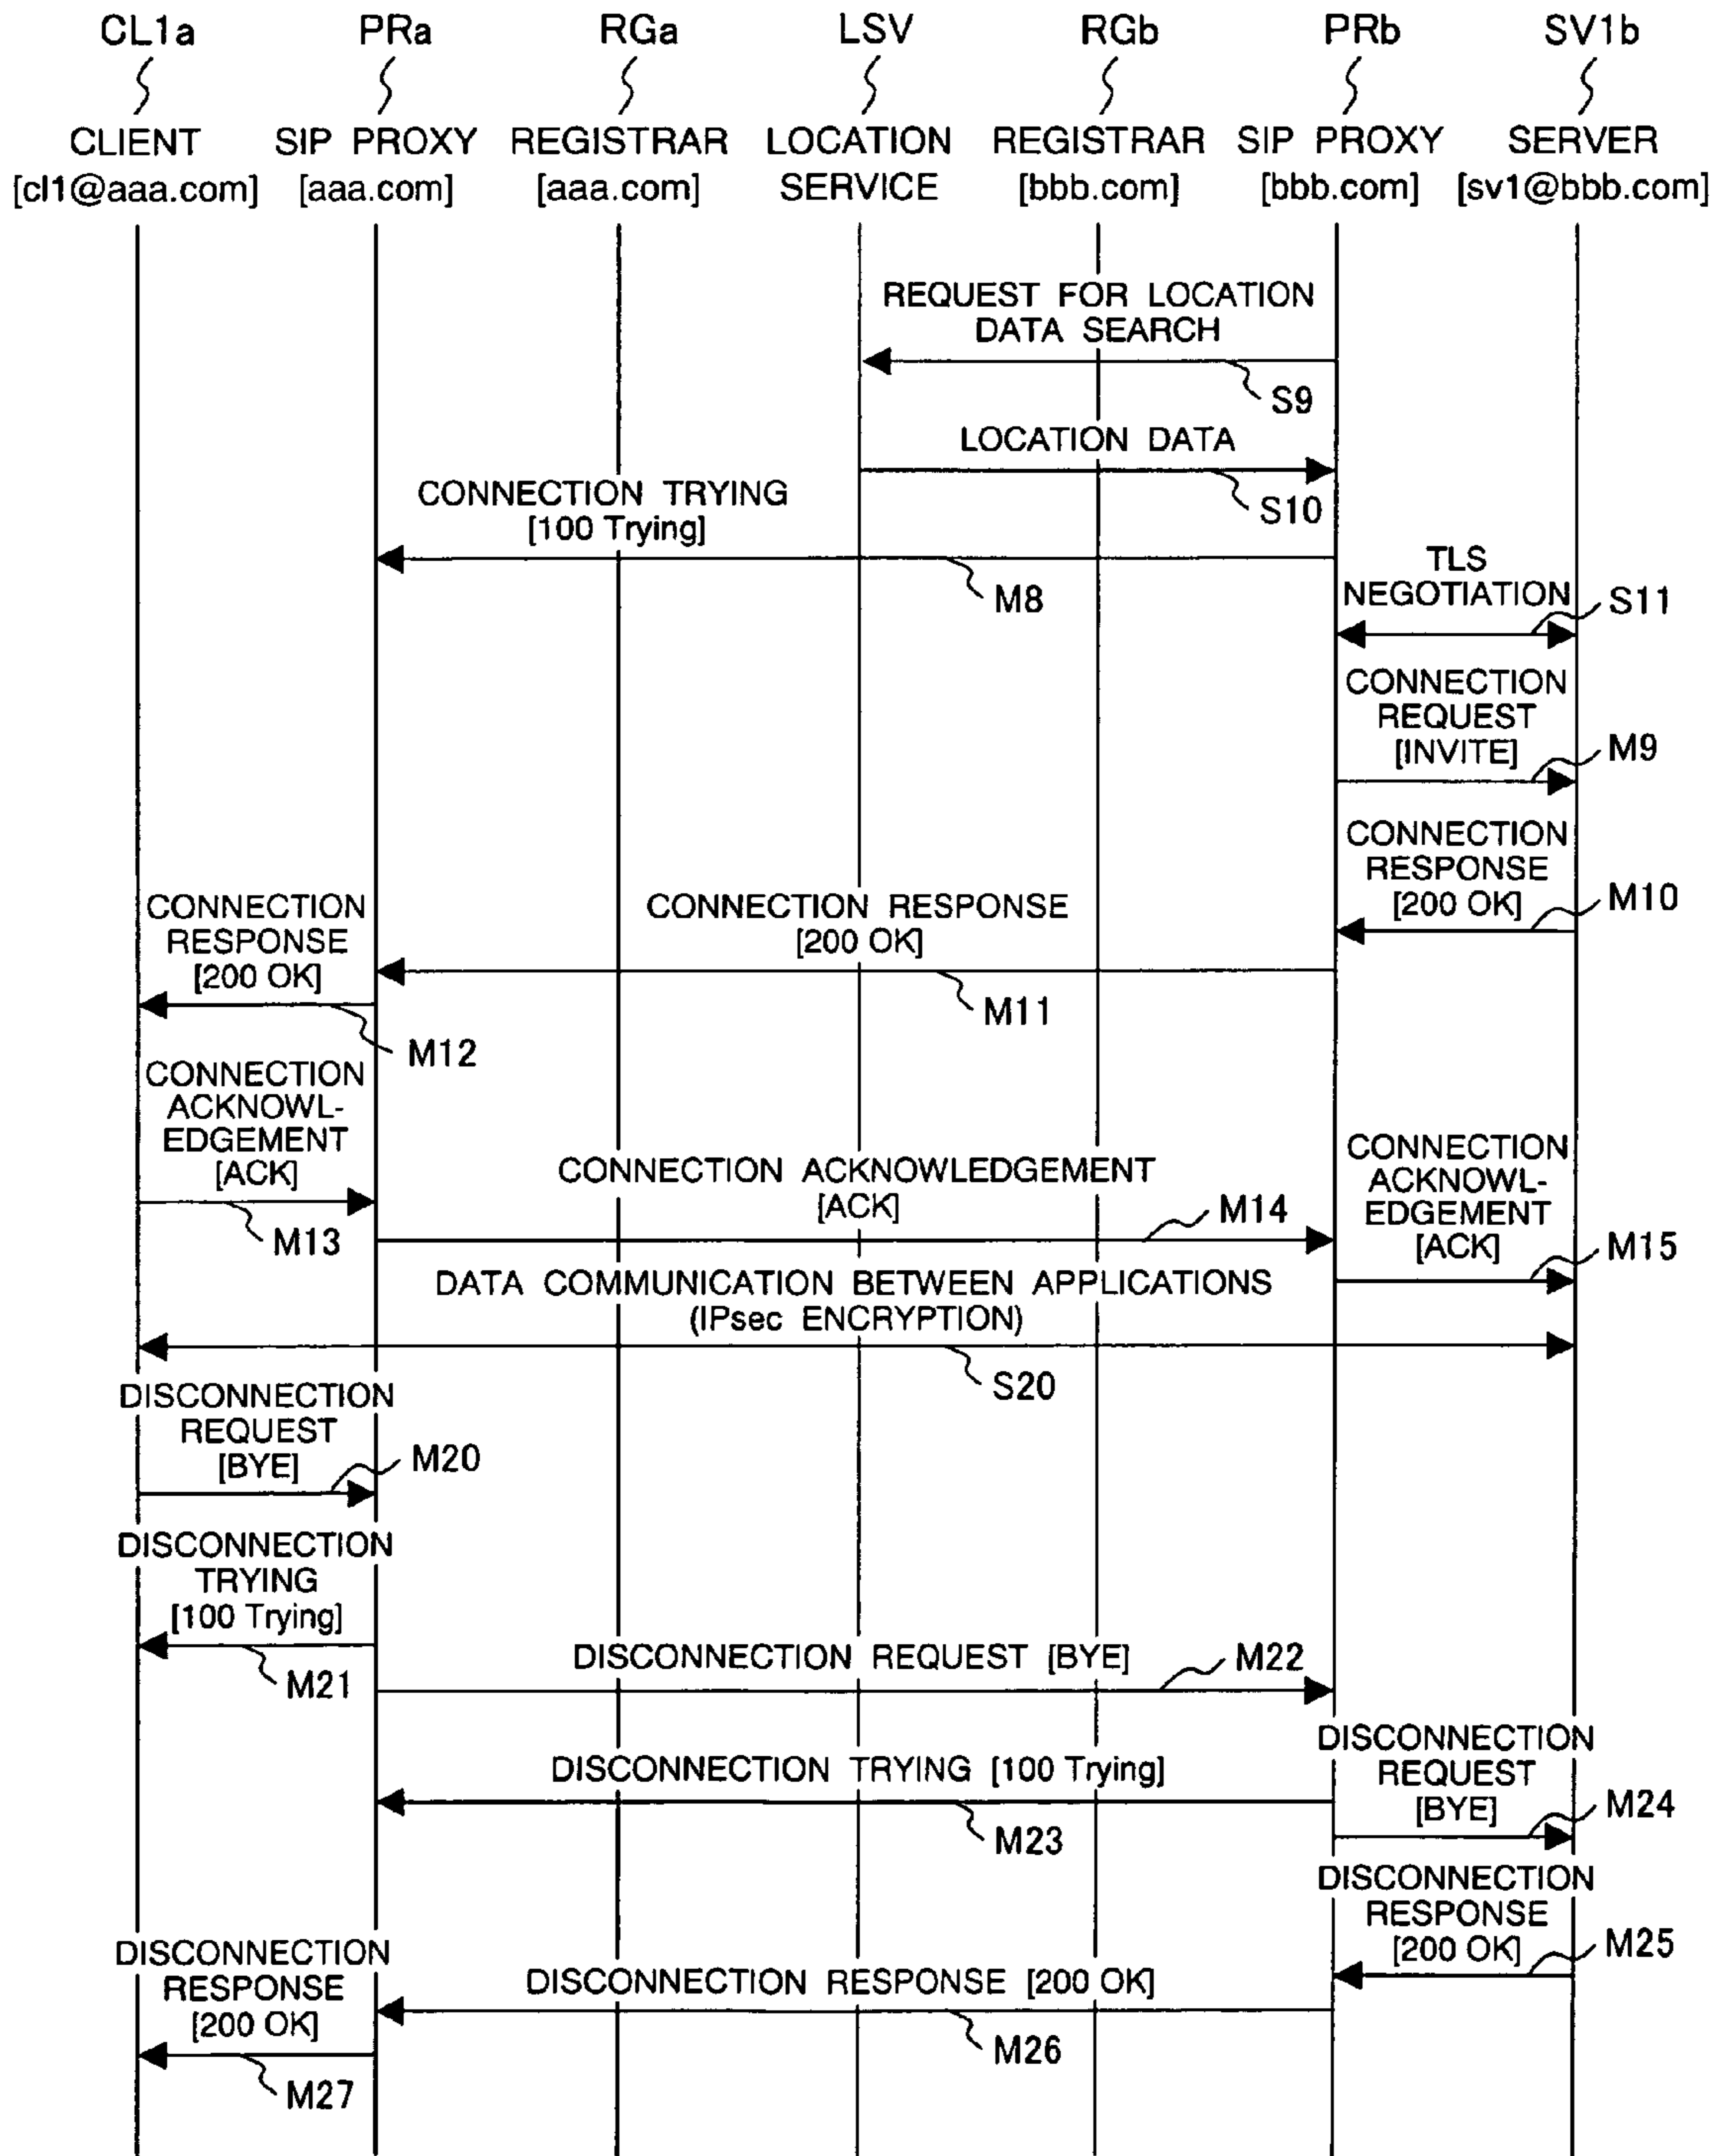 CL1a PRa RGa LSV RGb PRb SV1b
CLIENT SIP PROXY REGISTRAR LOCATION REGISTRAR SIP PROXY SERVER
[cl1@aaa.com] [aaa.com] [aaa.com] SERVICE [bbb.com] [bbb.com] [sv1@bbb.com]
REQUEST FOR LOCATION
DATA SEARCH
S9
LOCATION DATA
S10
CONNECTION TRYING
[100 Trying]
M8
TLS
NEGOTIATION
S11
CONNECTION
REQUEST
[INVITE]
M9
CONNECTION
RESPONSE
[200 OK]
M10
CONNECTION RESPONSE
[200 OK]
M11
CONNECTION
RESPONSE
[200 OK]
M12
CONNECTION
ACKNOWL-
EDGEMENT
[ACK]
M13
CONNECTION ACKNOWLEDGEMENT
[ACK]
M14
CONNECTION
ACKNOWL-
EDGEMENT
[ACK]
M15
DATA COMMUNICATION BETWEEN APPLICATIONS
(IPsec ENCRYPTION)
S20
DISCONNECTION
REQUEST
[BYE]
M20
DISCONNECTION
TRYING
[100 Trying]
M21
DISCONNECTION REQUEST [BYE]
M22
DISCONNECTION TRYING [100 Trying]
M23
DISCONNECTION
REQUEST
[BYE]
M24
DISCONNECTION
RESPONSE
[200 OK]
M25
DISCONNECTION RESPONSE [200 OK]
M26
DISCONNECTION
RESPONSE
[200 OK]
M27